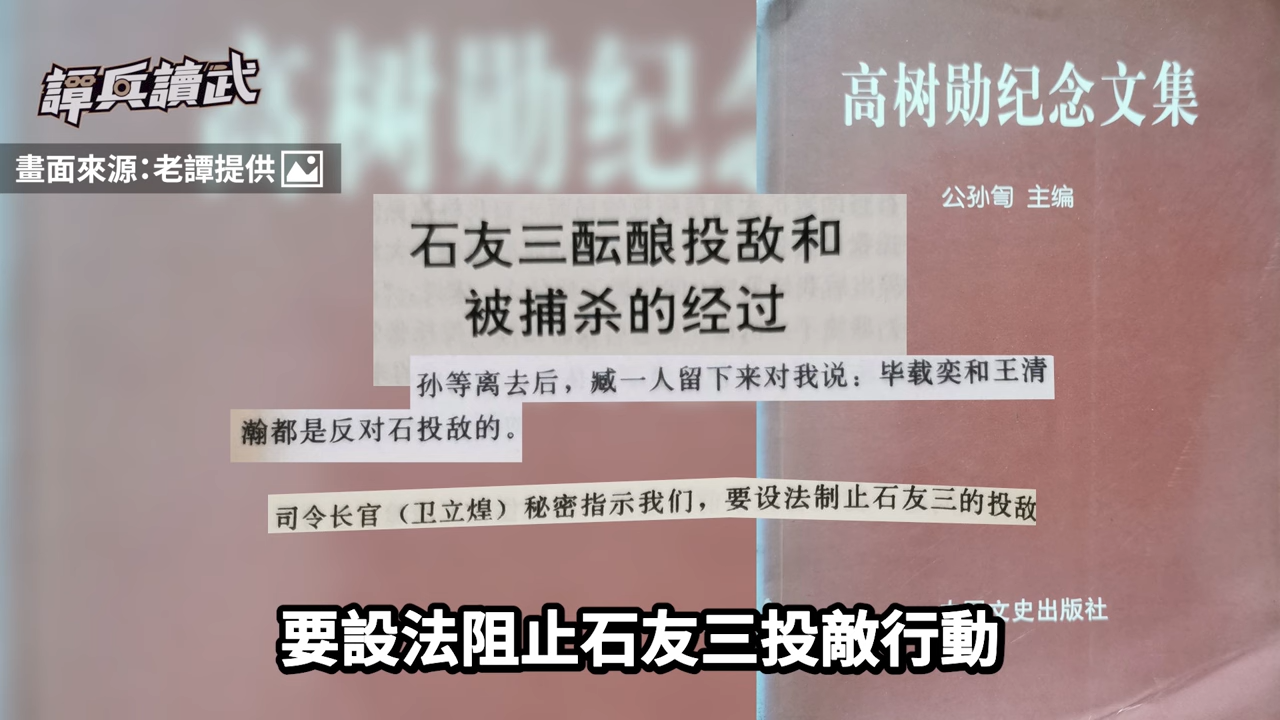 譚兵讀武
畫面來源：老譚提供
高树勋纪念文集
公孙訇 主编
石友三酝酿投敌和
被捕杀的经过
孙等离去后，臧一人留下来对我说：毕载奕和王清
瀚都是反对石投敌的。
司令长官（卫立煌）秘密指示我们，要设法制止石友三的投敌
文史出版社
要設法阻止石友三投敵行動